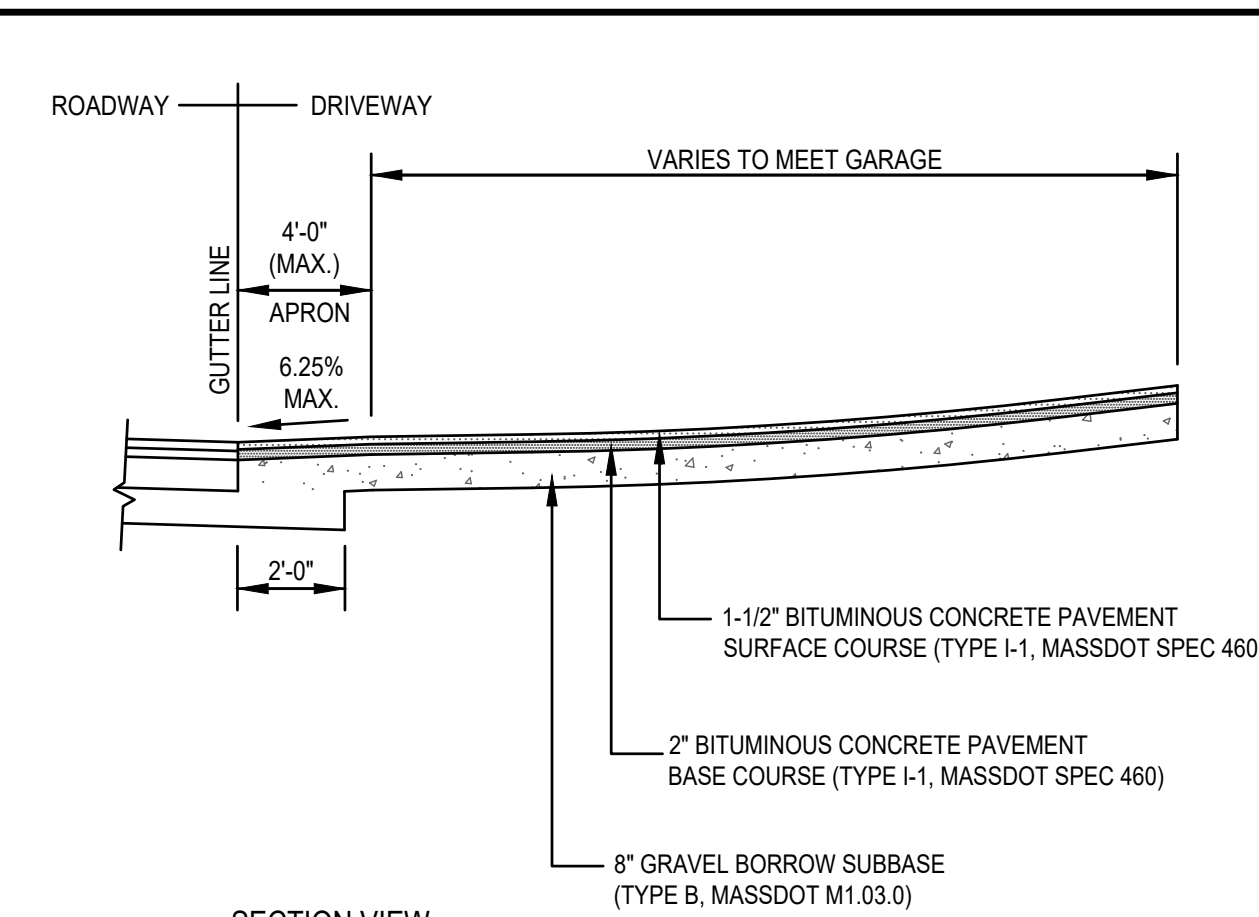 ROADWAY
DRIVEWAY
VARIES TO MEET GARAGE
GUTTER LINE
4'-0"
(MAX.)
APRON
6.25%
MAX.
2'-0"
1-1/2" BITUMINOUS CONCRETE PAVEMENT
SURFACE COURSE (TYPE I-1, MASSDOT SPEC 460
2" BITUMINOUS CONCRETE PAVEMENT
BASE COURSE (TYPE I-1, MASSDOT SPEC 460)
8" GRAVEL BORROW SUBBASE
(TYPE B, MASSDOT M1.03.0)
SECTION VIEW